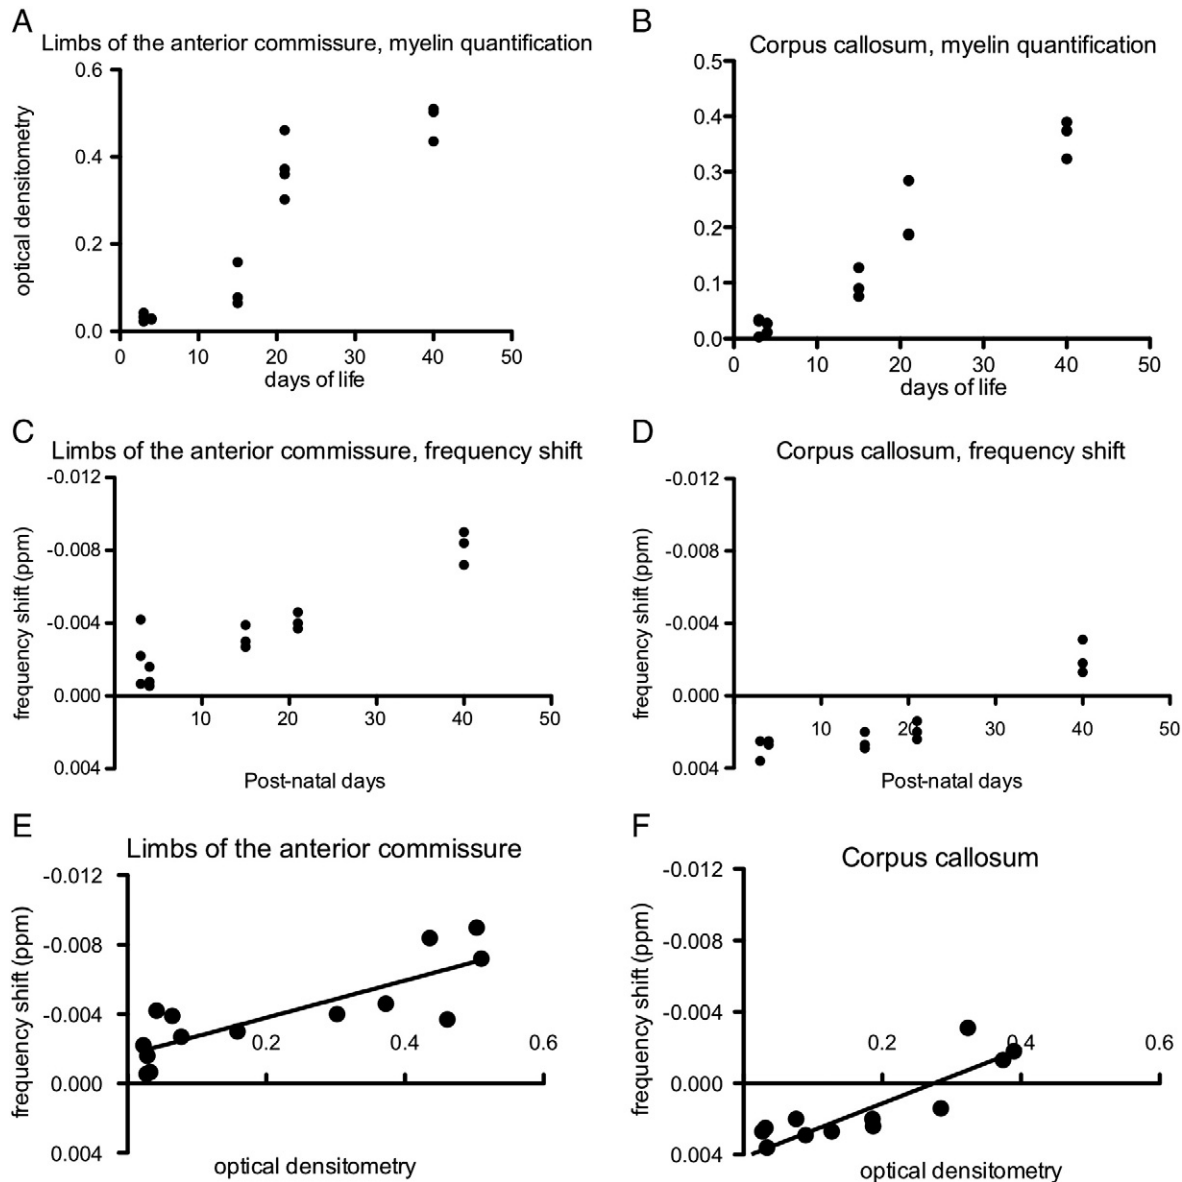 A
Limbs of the anterior commissure, myelin quantification
optical densitometry
0.6
0.4
0.2
0.0
0 10 20 30 40 50
days of life
B
Corpus callosum, myelin quantification
0.5
0.4
0.3
0.2
0.1
0.0
0 10 20 30 40 50
days of life
C
Limbs of the anterior commissure, frequency shift
frequency shift (ppm)
-0.012
-0.008
-0.004
0.000
0.004
10 20 30 40 50
Post-natal days
D
Corpus callosum, frequency shift
frequency shift (ppm)
-0.012
-0.008
-0.004
0.000
0.004
10 20 30 40 50
Post-natal days
E
Limbs of the anterior commissure
frequency shift (ppm)
-0.012
-0.008
-0.004
0.000
0.004
0.2 0.4 0.6
optical densitometry
F
Corpus callosum
frequency shift (ppm)
-0.012
-0.008
-0.004
0.000
0.004
0.2 0.4 0.6
optical densitometry